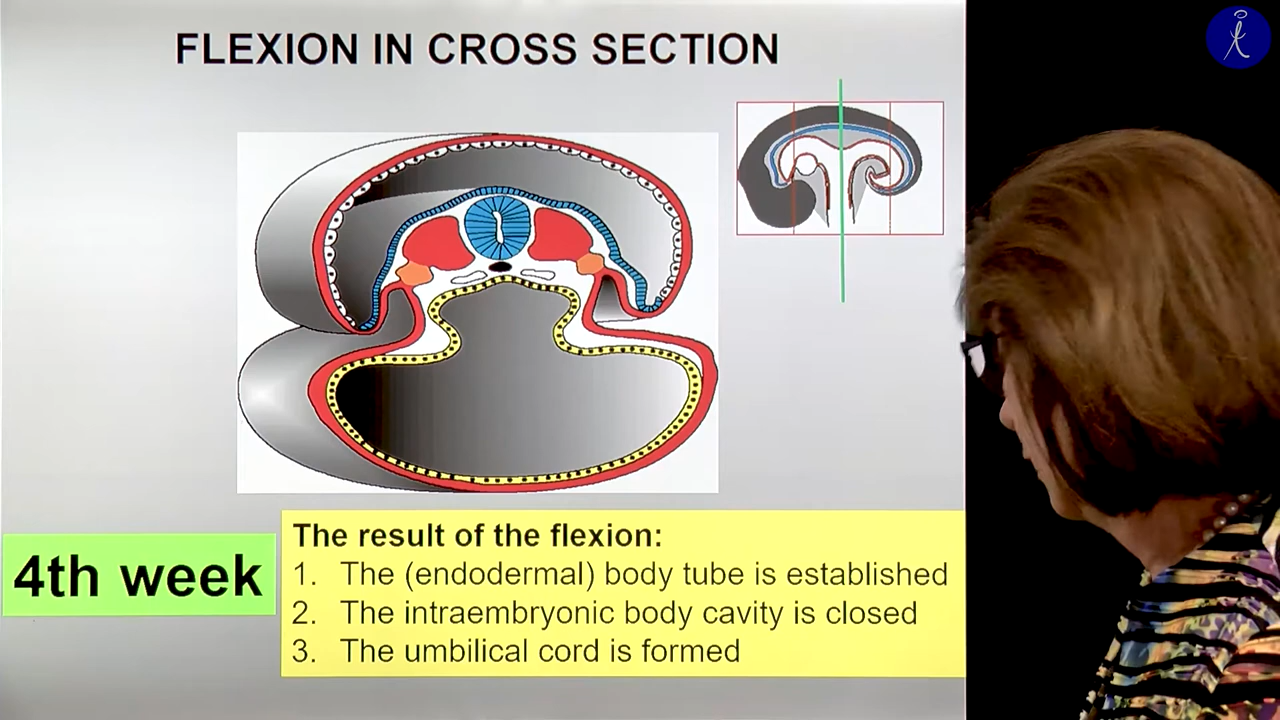 FLEXION IN CROSS SECTION
4th week
The result of the flexion:
1. The (endodermal) body tube is established
2. The intraembryonic body cavity is closed
3. The umbilical cord is formed